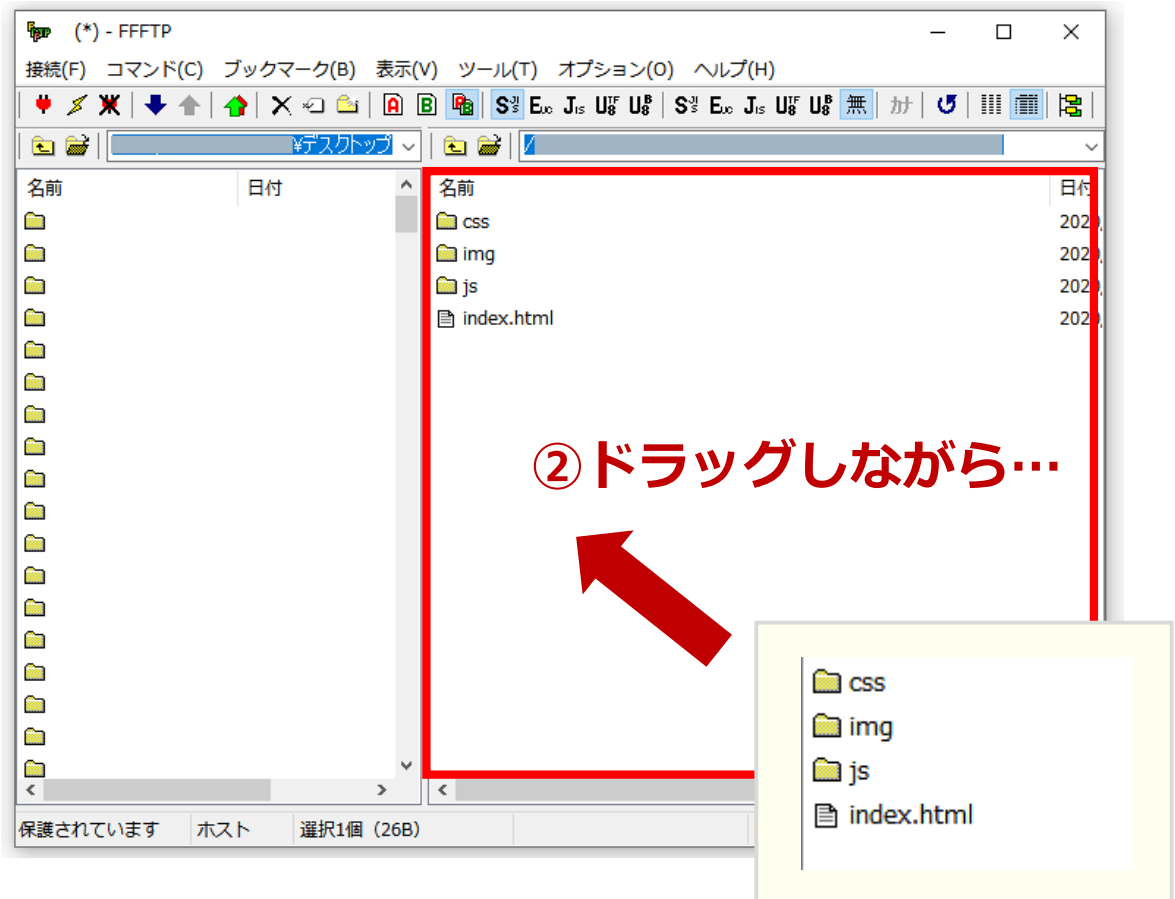 (*) - FFFTP
接続(F) コマンド(C) ブックマーク(B) 表示(V) ツール(T) オプション(O) ヘルプ(H)
¥デスクトップ
/
名前 日付
名前 日付
css
img
js
index.html
②ドラッグしながら…
css
img
js
index.html
保護されています ホスト 選択1個 (26B)